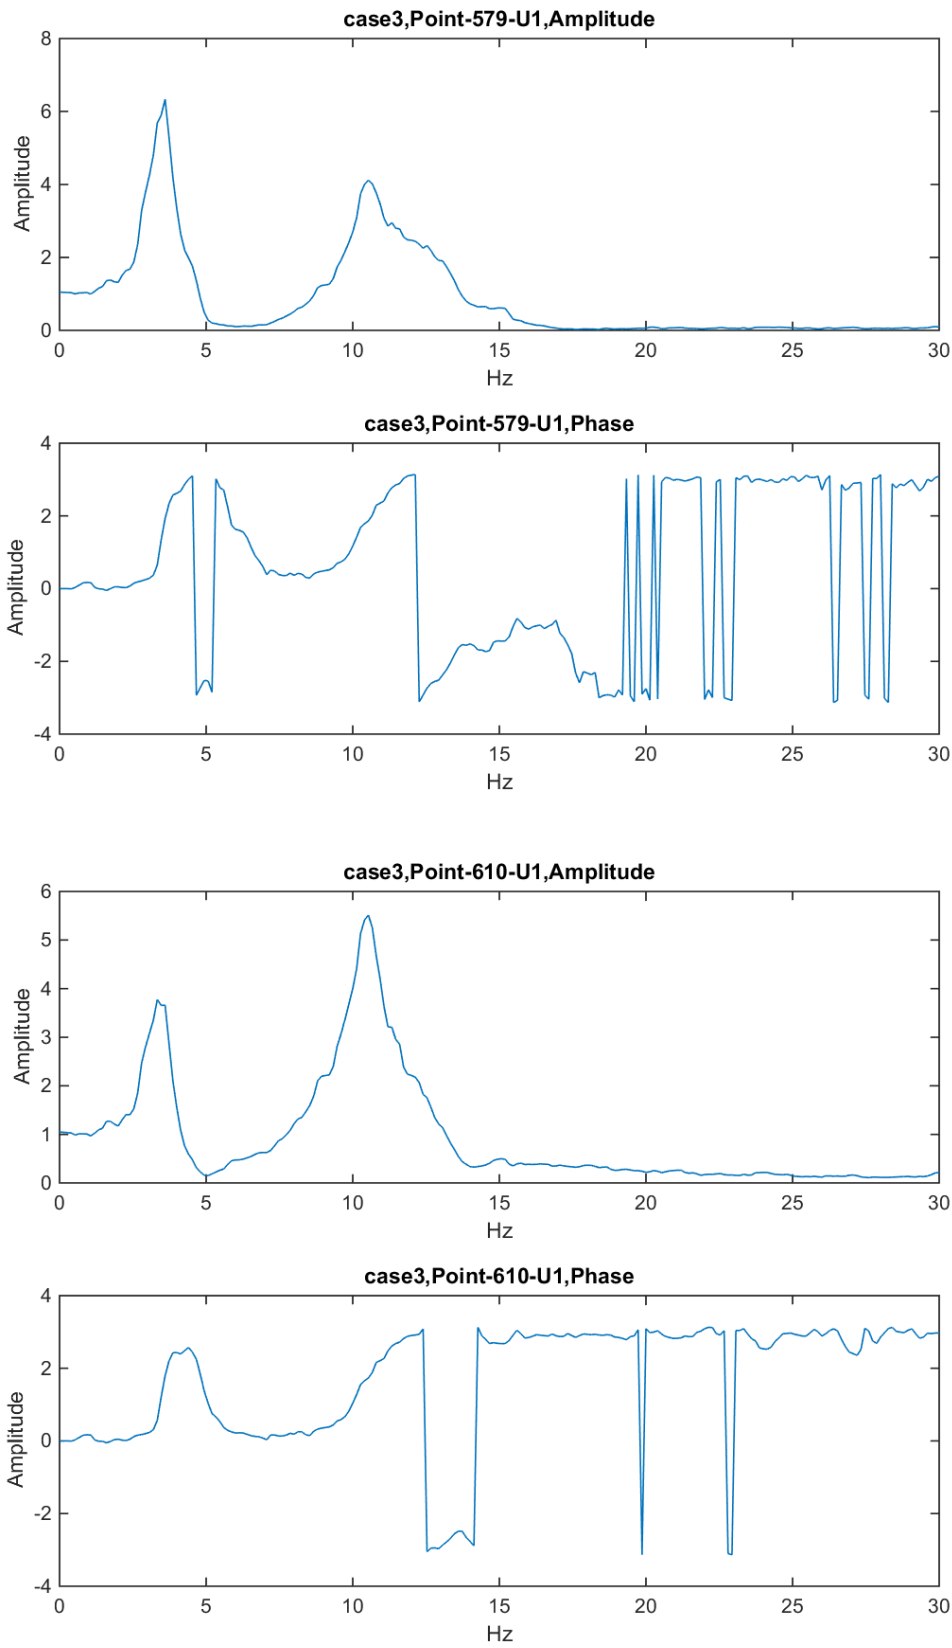 case3,Point-579-U1,Amplitude
8
6
4
2
0
Amplitude
0 5 10 15 20 25 30
Hz
case3,Point-579-U1,Phase
4
2
0
-2
-4
Amplitude
0 5 10 15 20 25 30
Hz
case3,Point-610-U1,Amplitude
6
5
4
3
2
1
0
Amplitude
0 5 10 15 20 25 30
Hz
case3,Point-610-U1,Phase
4
2
0
-2
-4
Amplitude
0 5 10 15 20 25 30
Hz